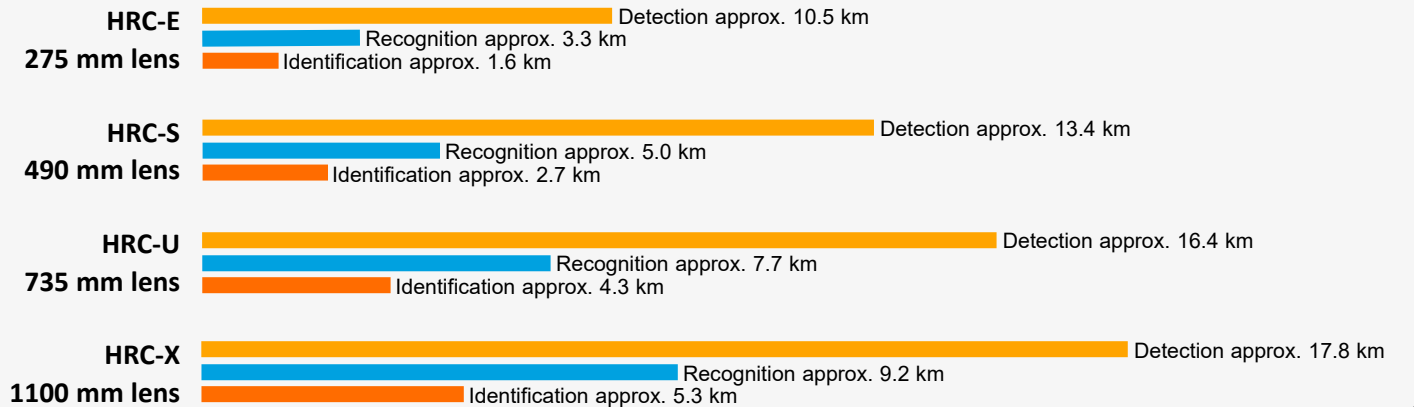 HRC-E
275 mm lens
Detection approx. 10.5 km
Recognition approx. 3.3 km
Identification approx. 1.6 km
HRC-S
490 mm lens
Detection approx. 13.4 km
Recognition approx. 5.0 km
Identification approx. 2.7 km
HRC-U
735 mm lens
Detection approx. 16.4 km
Recognition approx. 7.7 km
Identification approx. 4.3 km
HRC-X
1100 mm lens
Detection approx. 17.8 km
Recognition approx. 9.2 km
Identification approx. 5.3 km